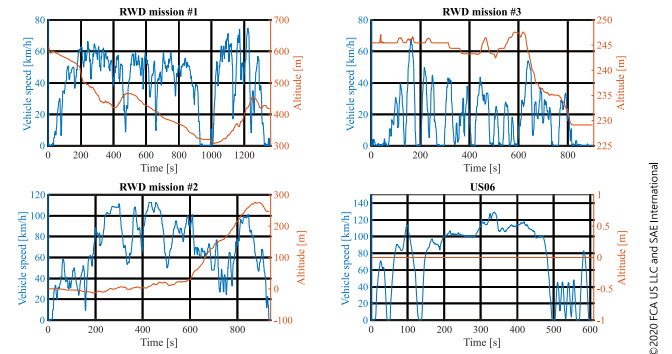 RWD mission #1
Vehicle speed [km/h]
80
60
40
20
0
700
600
500
400
300
Altitude [m]
0 200 400 600 800 1000 1200
Time [s]
RWD mission #3
Vehicle speed [km/h]
80
60
40
20
0
250
245
240
235
230
225
Altitude [m]
0 200 400 600 800
Time [s]
RWD mission #2
Vehicle speed [km/h]
120
100
80
60
40
20
0
300
200
100
0
-100
Altitude [m]
0 200 400 600 800
Time [s]
US06
Vehicle speed [km/h]
140
120
100
80
60
40
20
0
1
0.5
0
-0.5
-1
Altitude [m]
0 100 200 300 400 500 600
Time [s]
©2020 FCA US LLC and SAE International